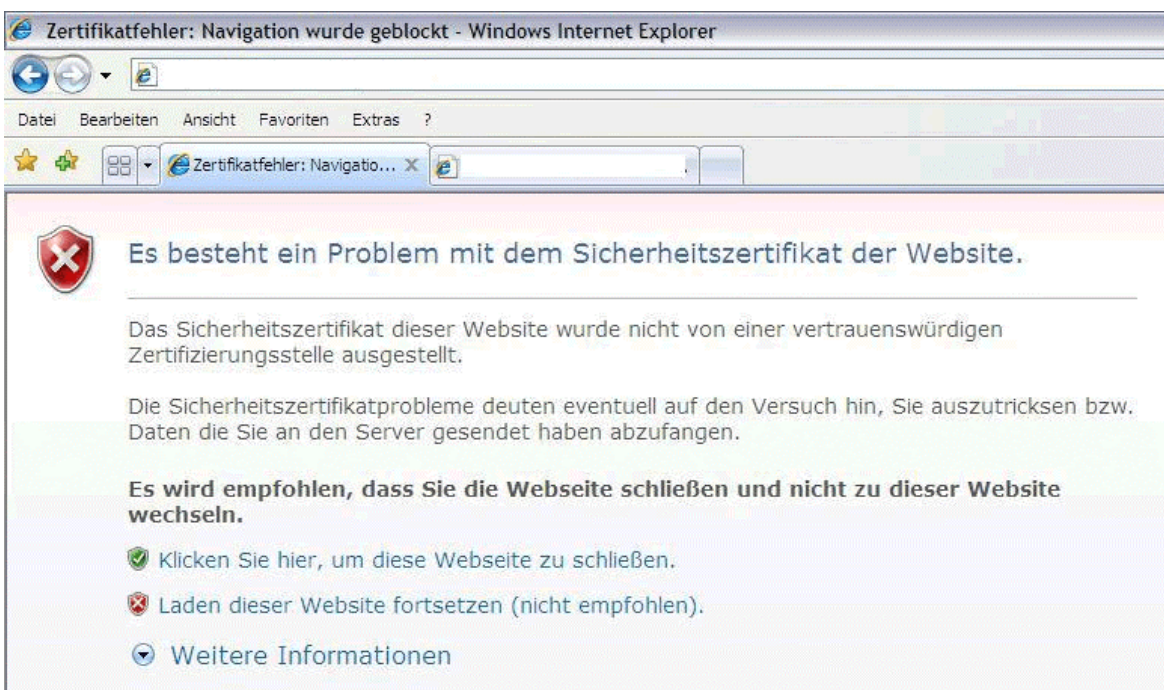 Zertifikatfehler: Navigation wurde geblockt - Windows Internet Explorer
Datei Bearbeiten Ansicht Favoriten Extras ?
Zertifikatfehler: Navigatio...
Es besteht ein Problem mit dem Sicherheitszertifikat der Website.
Das Sicherheitszertifikat dieser Website wurde nicht von einer vertrauenswürdigen
Zertifizierungsstelle ausgestellt.
Die Sicherheitszertifikatprobleme deuten eventuell auf den Versuch hin, Sie auszutricksen bzw.
Daten die Sie an den Server gesendet haben abzufangen.
Es wird empfohlen, dass Sie die Webseite schließen und nicht zu dieser Website
wechseln.
Klicken Sie hier, um diese Webseite zu schließen.
Laden dieser Website fortsetzen (nicht empfohlen).
Weitere Informationen